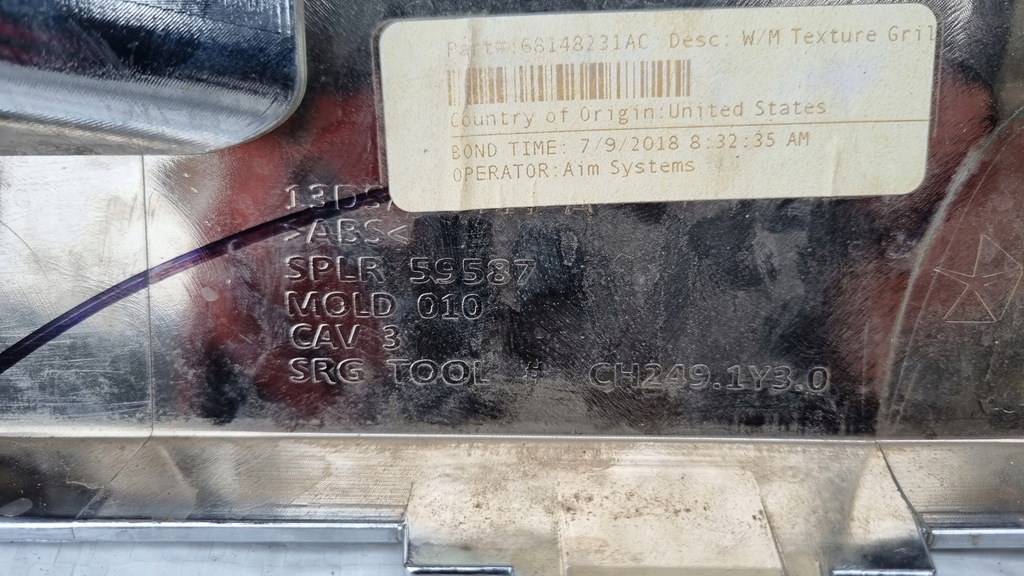 Part#:68148231AC Desc: W/M Texture Gril
Country of Origin:United States
BOND TIME: 7/9/2018 8:32:35 AM
OPERATOR:Aim Systems
>ABS<
SPLR 59587
MOLD 010
CAV 3
SRG TOOL # CH249.1Y3.0